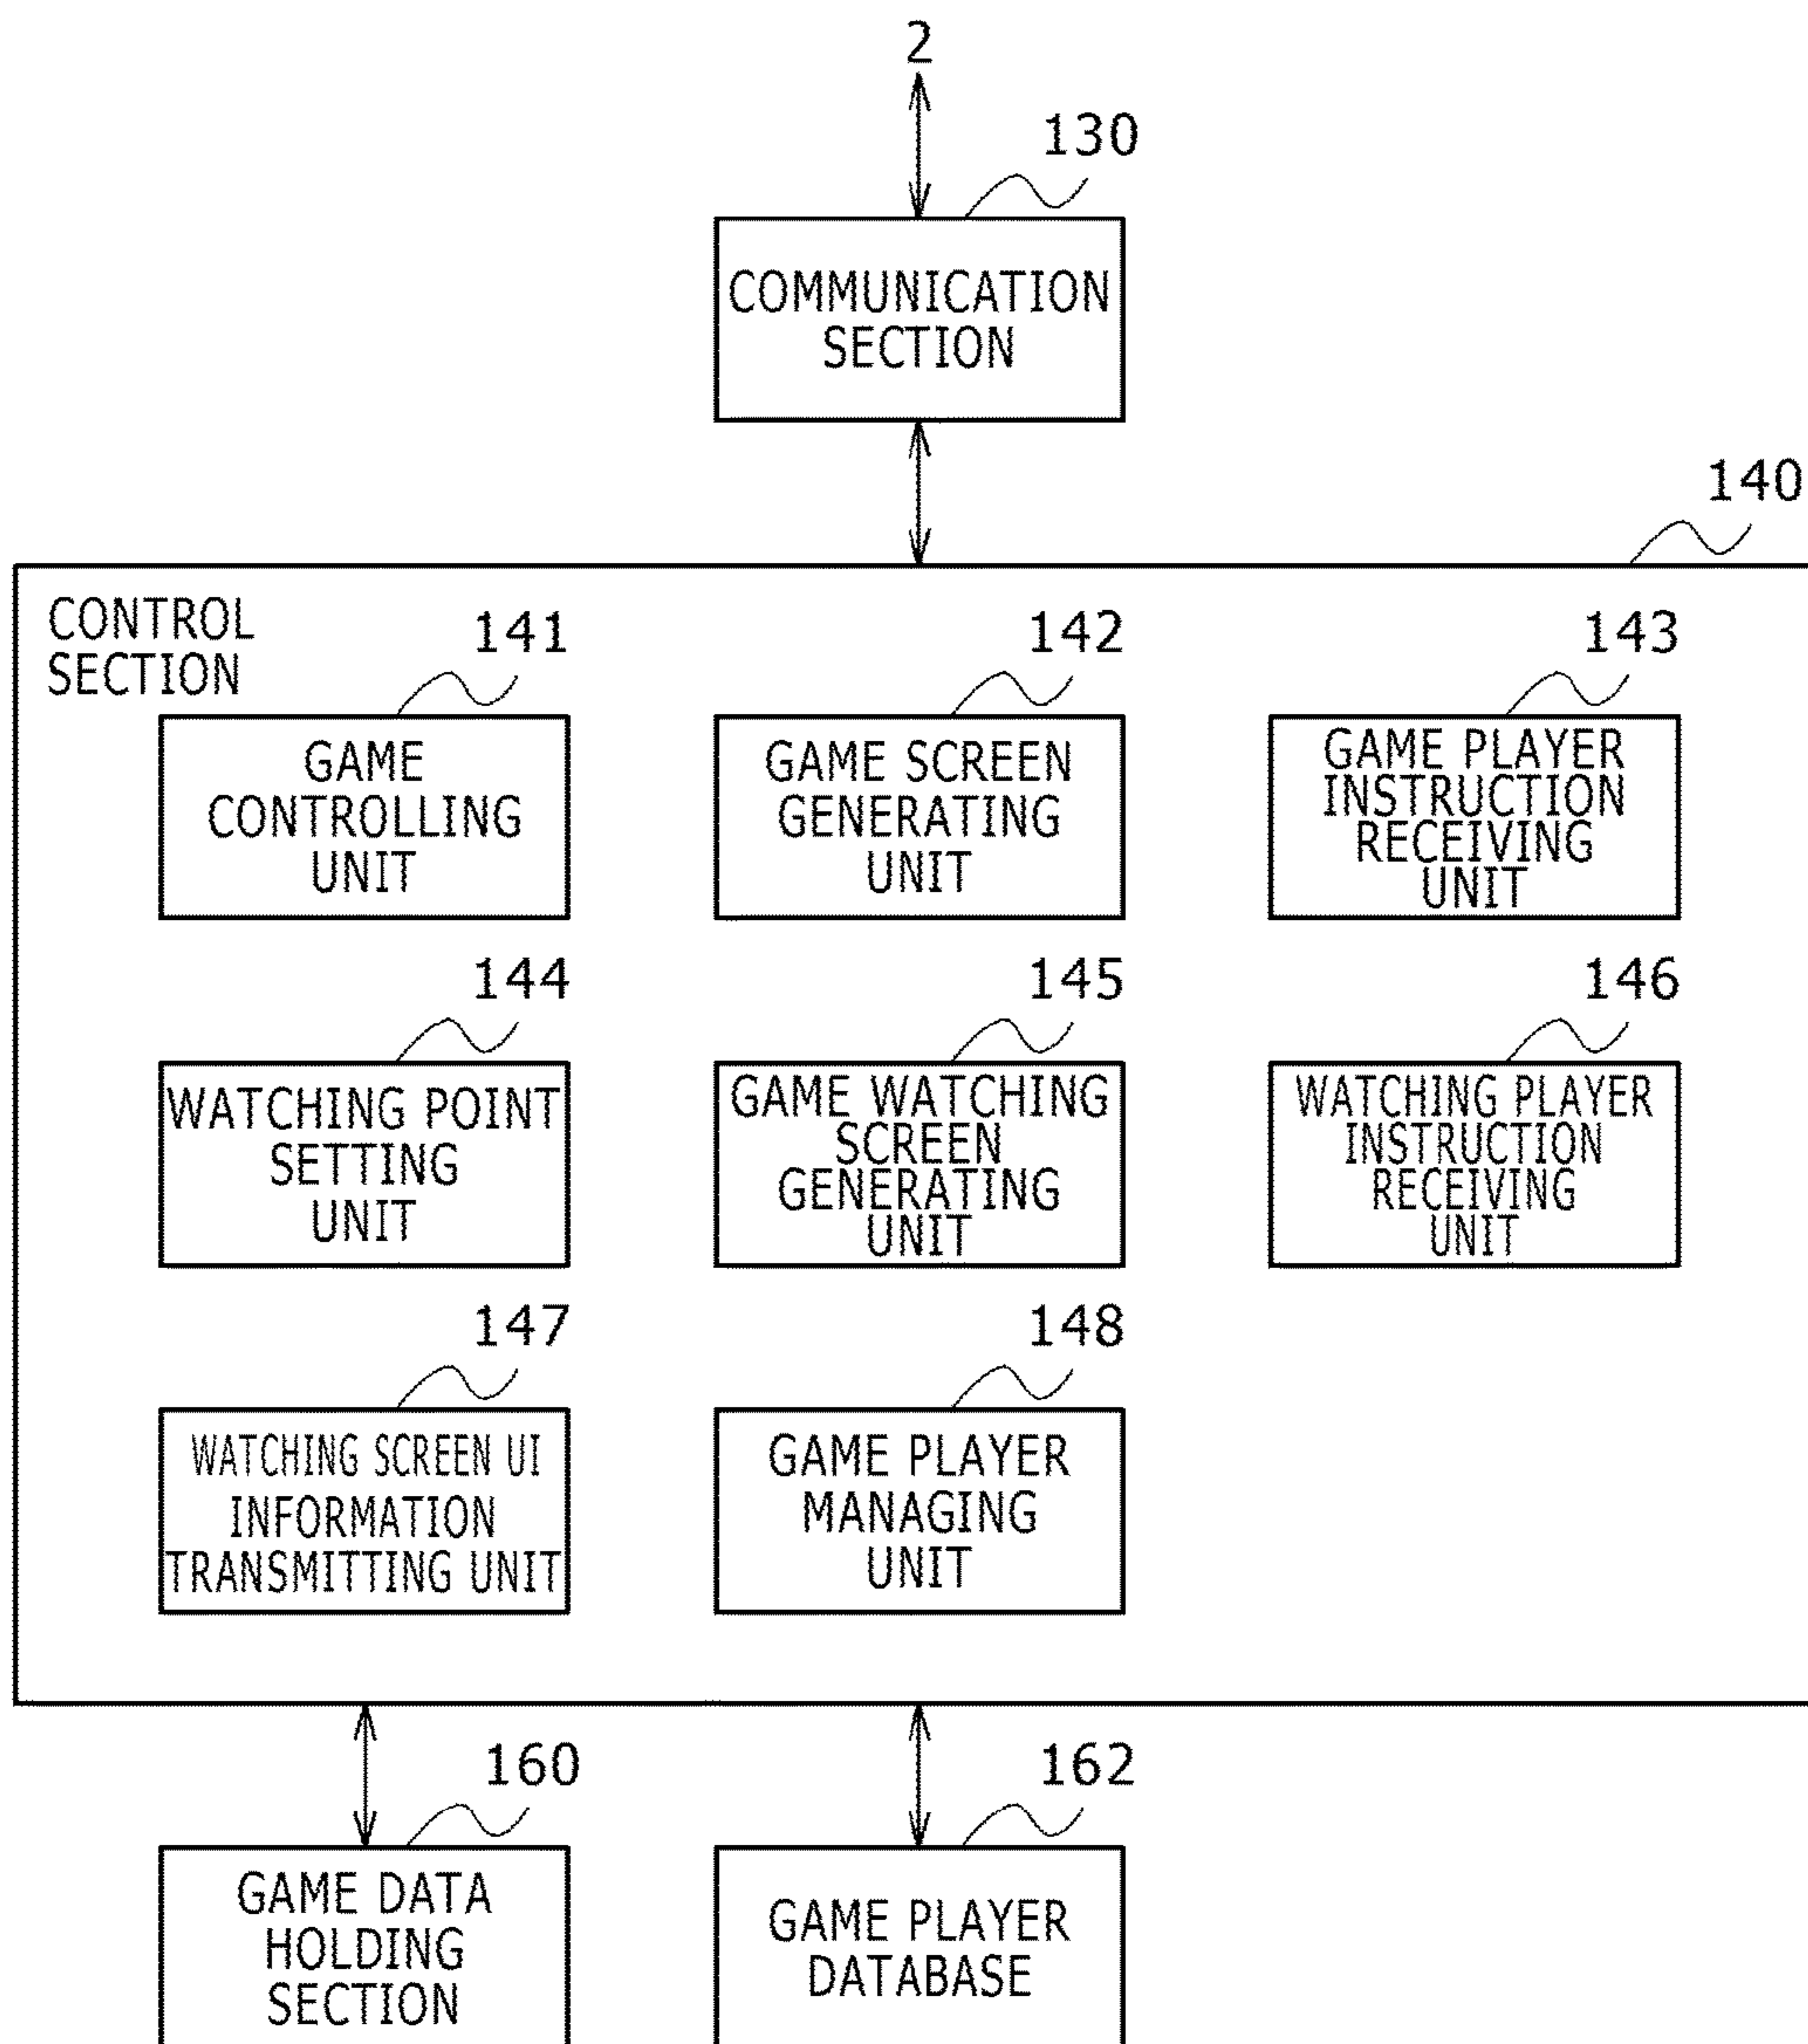 2
130
COMMUNICATION
SECTION
140
CONTROL
SECTION
141
142
143
GAME
CONTROLLING
UNIT
GAME SCREEN
GENERATING
UNIT
GAME PLAYER
INSTRUCTION
RECEIVING
UNIT
144
145
146
WATCHING POINT
SETTING
UNIT
GAME WATCHING
SCREEN
GENERATING
UNIT
WATCHING PLAYER
INSTRUCTION
RECEIVING
UNIT
147
148
WATCHING SCREEN UI
INFORMATION
TRANSMITTING UNIT
GAME PLAYER
MANAGING
UNIT
160
162
GAME DATA
HOLDING
SECTION
GAME PLAYER
DATABASE